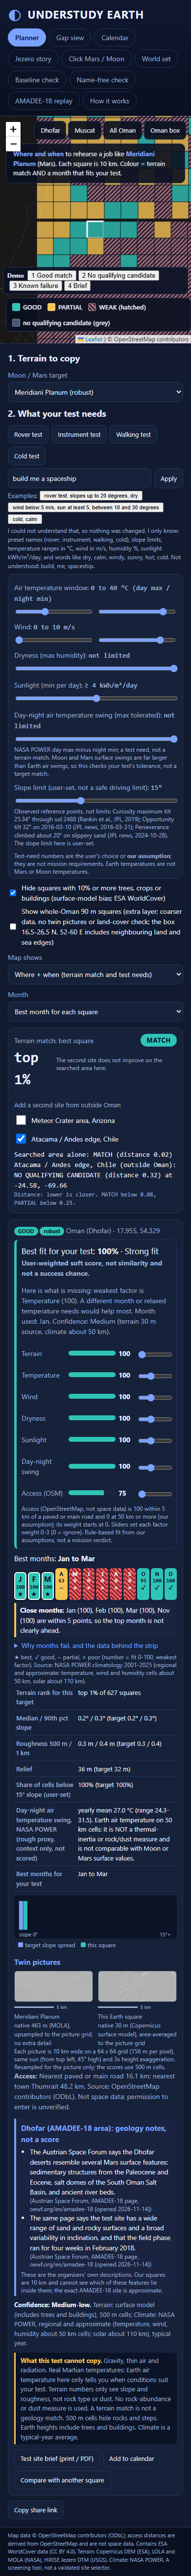 UNDERSTUDY EARTH
Planner
Gap view
Calendar
Jezero story
Click Mars / Moon
World set
Baseline check
Name-free check
AMADEE-18 replay
How it works
+
−
Dhofar
Muscat
All Oman
Oman box
Where and when to rehearse a job like Meridiani
Planum (Mars). Each square is 10 km. Colour = terrain
match AND a month that fits your test.
Demo
1 Good match
2 No qualifying candidate
3 Known failure
4 Brief
GOOD
PARTIAL
WEAK (hatched)
no qualifying candidate (grey)
Leaflet | © OpenStreetMap contributors
1. Terrain to copy
Moon / Mars target
Meridiani Planum (robust)
2. What your test needs
Rover test
Instrument test
Walking test
Cold test
build me a spaceship
Apply
Examples:
rover test, slopes up to 20 degrees, dry
wind below 5 m/s, sun at least 5, between 10 and 30 degrees
cold, calm
I could not understand that, so nothing was changed. I only know:
preset names (rover, instrument, walking, cold), slope limits,
temperature ranges in °C, wind in m/s, humidity %, sunlight
kWh/m²/day, and words like dry, calm, windy, sunny, hot, cold. Not
understood: build, me, spaceship.
Air temperature window: 0 to 40 °C (day max /
night min)
Wind: 0 to 10 m/s
Dryness (max humidity): not limited
Sunlight (min per day): ≥ 4 kWh/m²/day
Day-night air temperature swing (max tolerated): not
limited
NASA POWER day max minus night min; a test need, not a
terrain match. Moon and Mars surface swings are far larger
than Earth air swings, so this checks your site's tolerance, not a
target match.
Slope limit (user-set, not a safe driving limit): 15°
Observed reference points, not limits: Curiosity maximum tilt
25.34° through sol 2488 (Rankin et al., JPL, 2019); Opportunity
tilt 32° on 2016-03-10 (JPL news, 2016-03-31); Perseverance
climbed about 20° on slippery sand (JPL news, 2024-10-28).
The slope limit here is user-set.
Test-need numbers are the user's choice or our assumption;
they are not mission requirements. Earth temperatures are not
Mars or Moon temperatures.
Hide squares with 10% or more trees, crops or
buildings (surface-model bias: ESA WorldCover)
Show whole-Oman 90 m squares (extra layer: coarser
data, no twin pictures or land-cover check; the box
16.5-26.5 N, 52-60 E includes neighbouring land and
sea edges)
Map shows
Where + when (terrain match and test needs)
Month
Best month for each square
Terrain match: best square
MATCH
top
1%
The second site does not improve on the
searched area here.
Add a second site from outside Oman
Meteor Crater area, Arizona
Atacama / Andes edge, Chile
Searched area alone: MATCH (distance 0.02)
Atacama / Andes edge, Chile (outside Oman):
NO QUALIFYING CANDIDATE (distance 0.32) at
-24.58, -69.66
Distance: lower is closer. MATCH below 0.08,
PARTIAL below 0.25.
GOOD
robust
Oman (Dhofar) · 17.955, 54.329
Best fit for your test: 100% · Strong fit
User-weighted soft score, not similarity and
not a success chance.
Here is what is missing: weakest factor is
Temperature (100). A different month or relaxed
temperature needs would help most. Month
used: Jan. Confidence: Medium (terrain 30 m
source, climate about 50 km).
Terrain
100
Temperature
100
Wind
100
Dryness
100
Sunlight
100
Day-night
swing
100
Access (OSM)
75
Access (OpenStreetMap, not space) is 100 within 5
km of a paved or main road and 0 at 50 km or more (our
assumption); its weight starts at 0. Sliders set each factor
weight 0-3 (0 = ignore). Rule-based fit from our
assumptions, not a mission verdict.
Best months: Jan to Mar
Close months: Jan (100), Feb (100), Mar (100), Nov
(100) are within 5 points, so the top month is not
clearly ahead.
Why months fail, and the data behind the strip
Terrain rank for this
target
top 1% of 627 squares
Median / 90th pct
slope
0.2° / 0.3° (target 0.2° / 0.3°)
Roughness 500 m /
1 km
0.3 m / 0.4 m (target 0.3 / 0.4)
Relief
36 m (target 32 m)
Share of cells below
15° slope (user-set)
100% (target 100%)
Day-night air
temperature swing,
NASA POWER
(rough proxy,
context only, not
scored)
yearly mean 27.0 °C (range 24.3-
31.5). Earth air temperature on 50
km cells; it is NOT a thermal-
inertia or rock/dust measure and is
not comparable with Moon or
Mars surface values.
Best months for
your test
Jan to Mar
slope 0°
15°+
target slope spread
this square
Twin pictures
5 km
5 km
Meridiani Planum
native 463 m (MOLA),
upsampled to the picture grid,
no extra detail
This Earth square
native 30 m (Copernicus
surface model), area-averaged
to the picture grid
Each picture is 10 km wide on a 64 x 64 grid (156 m per pixel),
same sun (from top-left, 45° high) and 3x height exaggeration.
Resampled for the picture only; the scores use 500 m cells.
Access: Nearest paved or main road 16.1 km; nearest
town Thumrait 48.2 km. Source: OpenStreetMap
contributors (ODbL). Not space data; permission to
enter is unverified.
Dhofar (AMADEE-18 area): geology notes,
not a score
• The Austrian Space Forum says the Dhofar
deserts resemble several Mars surface features:
sedimentary structures from the Paleocene and
Eocene, salt domes of the South Oman Salt
Basin, and ancient river beds.
(Austrian Space Forum, AMADEE-18 page,
oewf.org/en/amadee-18 (opened 2026-11-14))
• The same page says the test site has a wide
range of sand and rocky surfaces and a broad
variability in inclination, and that the field phase
ran for four weeks in February 2018.
(Austrian Space Forum, AMADEE-18 page,
oewf.org/en/amadee-18 (opened 2026-11-14))
These are the organisers' own descriptions. Our squares
are 10 km and cannot see most of these features lie
inside them; the exact AMADEE-18 site is approximate.
Confidence: Medium-low. Terrain: surface model
(includes trees and buildings), 500 m cells; Climate: NASA
POWER, regional and approximate (temperature, wind,
humidity about 50 km cells; solar about 110 km), typical
year.
What this test cannot copy. Gravity, thin air and
radiation. Real Martian temperatures: Earth air
temperature here only tells you when conditions suit
your test. Terrain numbers only see slope and
roughness, not rock type or dust. No rock-abundance
or dust measure is used. A terrain match is not a
geology match. 500 m cells hide rocks and steps.
Earth heights include trees and buildings. Climate is a
typical-year average.
Test site brief (print / PDF)
Add to calendar
Compare with another square
Copy share link
Map data © OpenStreetMap contributors (ODbL); access distances are
derived from OpenStreetMap and are not space data. Contains ESA
WorldCover data (CC BY 4.0). Terrain: Copernicus DEM (ESA), LOLA and
MOLA (NASA), HiRISE Jezero DTM (USGS). Climate: NASA POWER. A
screening tool, not a validated site selector.